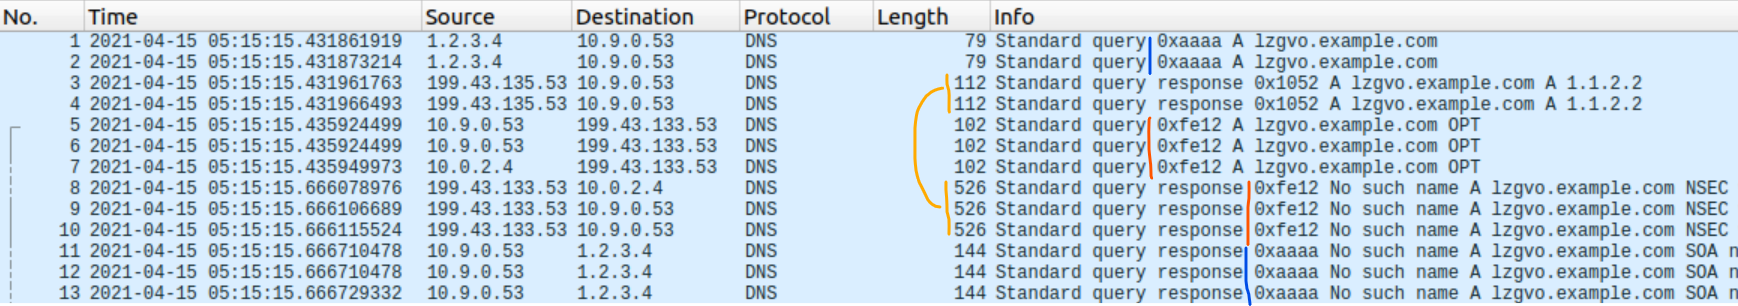 No. Time Source Destination Protocol Length Info
1 2021-04-15 05:15:15.431861919 1.2.3.4 10.9.0.53 DNS 79 Standard query 0xaaaa A lzgvo.example.com
2 2021-04-15 05:15:15.431873214 1.2.3.4 10.9.0.53 DNS 79 Standard query 0xaaaa A lzgvo.example.com
3 2021-04-15 05:15:15.431961763 199.43.135.53 10.9.0.53 DNS 112 Standard query response 0x1052 A lzgvo.example.com A 1.1.2.2
4 2021-04-15 05:15:15.431966493 199.43.135.53 10.9.0.53 DNS 112 Standard query response 0x1052 A lzgvo.example.com A 1.1.2.2
5 2021-04-15 05:15:15.435924499 10.9.0.53 199.43.133.53 DNS 102 Standard query 0xfe12 A lzgvo.example.com OPT
6 2021-04-15 05:15:15.435924499 10.9.0.53 199.43.133.53 DNS 102 Standard query 0xfe12 A lzgvo.example.com OPT
7 2021-04-15 05:15:15.435949973 10.0.2.4 199.43.133.53 DNS 102 Standard query 0xfe12 A lzgvo.example.com OPT
8 2021-04-15 05:15:15.666078976 199.43.133.53 10.0.2.4 DNS 526 Standard query response 0xfe12 No such name A lzgvo.example.com NSEC
9 2021-04-15 05:15:15.666106689 199.43.133.53 10.9.0.53 DNS 526 Standard query response 0xfe12 No such name A lzgvo.example.com NSEC
10 2021-04-15 05:15:15.666115524 199.43.133.53 10.9.0.53 DNS 526 Standard query response 0xfe12 No such name A lzgvo.example.com NSEC
11 2021-04-15 05:15:15.666710478 10.9.0.53 1.2.3.4 DNS 144 Standard query response 0xaaaa No such name A lzgvo.example.com SOA n
12 2021-04-15 05:15:15.666710478 10.9.0.53 1.2.3.4 DNS 144 Standard query response 0xaaaa No such name A lzgvo.example.com SOA n
13 2021-04-15 05:15:15.666729332 10.9.0.53 1.2.3.4 DNS 144 Standard query response 0xaaaa No such name A lzgvo.example.com SOA n